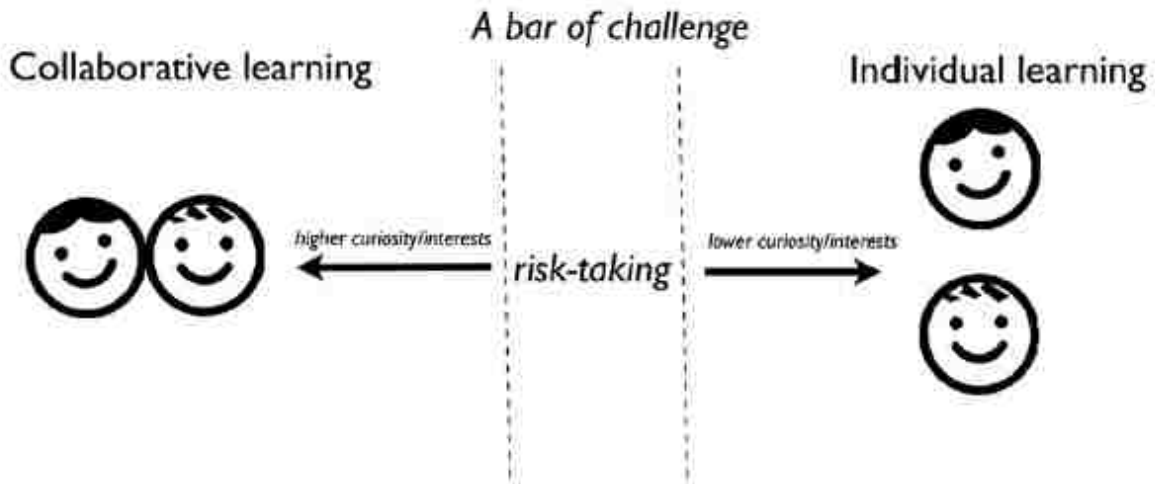 A bar of challenge
Collaborative learning
Individual learning
higher curiosity/interests
risk-taking
lower curiosity/interests